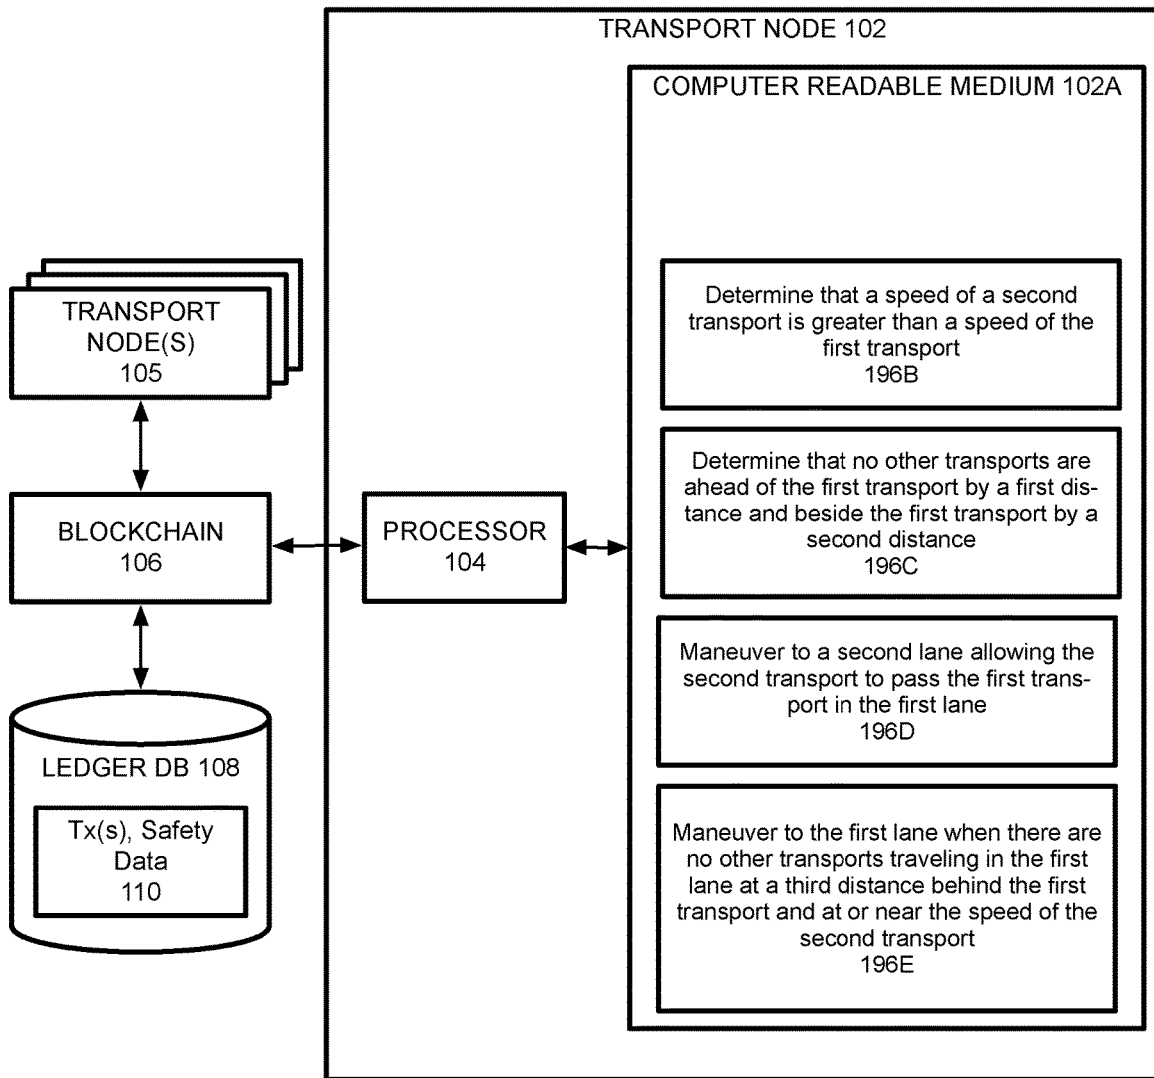 TRANSPORT NODE 102
COMPUTER READABLE MEDIUM 102A
TRANSPORT
NODE(S)
105
BLOCKCHAIN
106
LEDGER DB 108
Tx(s), Safety
Data
110
PROCESSOR
104
Determine that a speed of a second
transport is greater than a speed of the
first transport
196B
Determine that no other transports are
ahead of the first transport by a first dis-
tance and beside the first transport by a
second distance
196C
Maneuver to a second lane allowing the
second transport to pass the first trans-
port in the first lane
196D
Maneuver to the first lane when there are
no other transports traveling in the first
lane at a third distance behind the first
transport and at or near the speed of the
second transport
196E